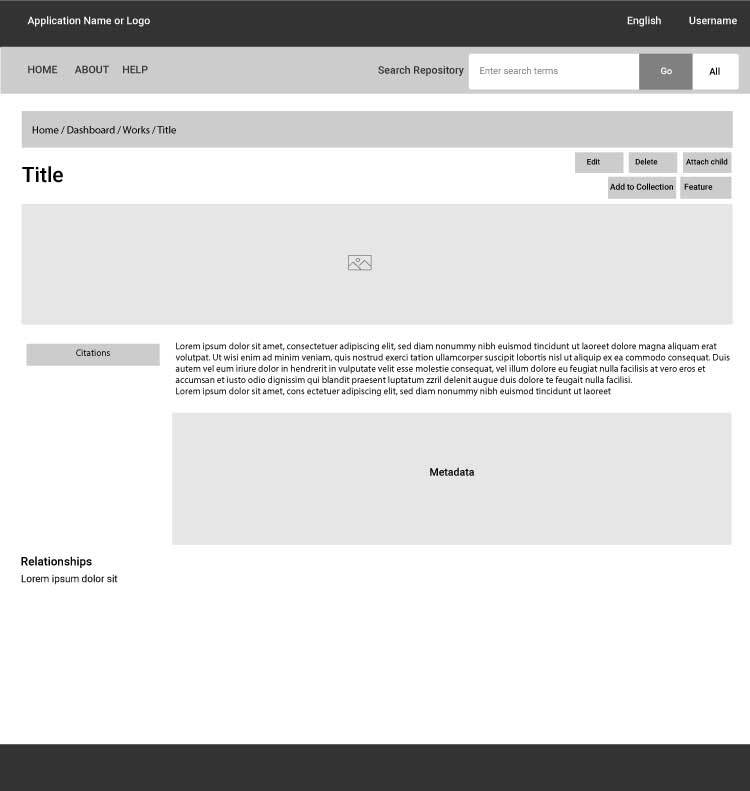 Application Name or Logo English Username
HOME ABOUT HELP Search Repository Enter search terms Go All
Home / Dashboard / Works / Title
Title
Edit Delete Attach child
Add to Collection Feature
Citations
Lorem ipsum dolor sit amet, consectetuer adipiscing elit, sed diam nonummy nibh euismod tincidunt ut laoreet dolore magna aliquam erat
volutpat. Ut wisi enim ad minim veniam, quis nostrud exerci tation ullamcorper suscipit lobortis nisl ut aliquip ex ea commodo consequat. Duis
autem vel eum iriure dolor in hendrerit in vulputate velit esse molestie consequat, vel illum dolore eu feugiat nulla facilisis at vero eros et
accumsan et iusto odio dignissim qui blandit praesent luptatum zzril delenit augue duis dolore te feugait nulla facilisi.
Lorem ipsum dolor sit amet, cons ectetuer adipiscing elit, sed diam nonummy nibh euismod tincidunt ut laoreet
Metadata
Relationships
Lorem ipsum dolor sit